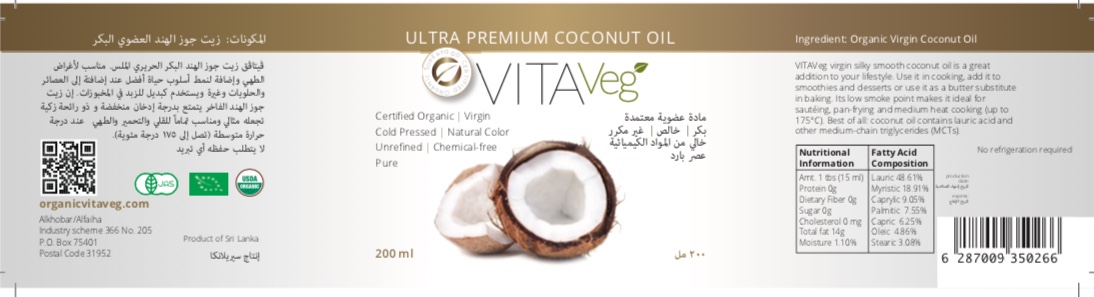 المكونات: زيت جوز الهند العضوي البكر
ڤيتاڤق زيت جوز الهند البكر الحريري الملس. مناسب لأغراض
الطهي وإضافة لنمط أسلوب حياة أفضل عند إضافتة إلى العصائر
والحلويات وغيرة ويستخدم كبديل للزبد في المخبوزات. إن زيت
جوز الهند الفاخر يتمتع بدرجة إدخان منخفضة و ذو رائحة زكية
تجعله مثالي ومناسب تماماً للقلي والتحمير والطهي عند درجة
حرارة متوسطة (تصل إلى ١٧٥ درجة مئوية).
لا يتطلب حفظه أي تبريد
JAS
USDA
ORGANIC
organicvitaveg.com
Alkhobar/Alfaiha
Industry scheme 366 No. 205
P.O. Box 75401
Postal Code 31952
Product of Sri Lanka
إنتاج سيريلانكا
ULTRA PREMIUM COCONUT OIL
VITAVeg
Certified Organic | Virgin
Cold Pressed | Natural Color
Unrefined | Chemical-free
Pure
مادة عضوية معتمدة
بكر | خالص | غير مكرر
خالي من المواد الكيميائية
عصر بارد
200 ml
٢٠٠ مل
Ingredient: Organic Virgin Coconut Oil
VITAVeg virgin silky smooth coconut oil is a great
addition to your lifestyle. Use it in cooking, add it to
smoothies and desserts or use it as a butter substitute
in baking. Its low smoke point makes it ideal for
sautéing, pan-frying and medium heat cooking (up to
175°C). Best of all: coconut oil contains lauric acid and
other medium-chain triglycerides (MCTs).
Nutritional
Information
Amt. 1 tbs (15 ml)
Protein 0g
Dietary Fiber 0g
Sugar 0g
Cholesterol 0 mg
Total fat 14g
Moisture 1.10%
Fatty Acid
Composition
Lauric 48.61%
Myristic 18.91%
Caprylic 9.05%
Palmitic 7.55%
Capric 6.25%
Oleic 4.86%
Stearic 3.08%
No refrigeration required
production
6 287009 350266